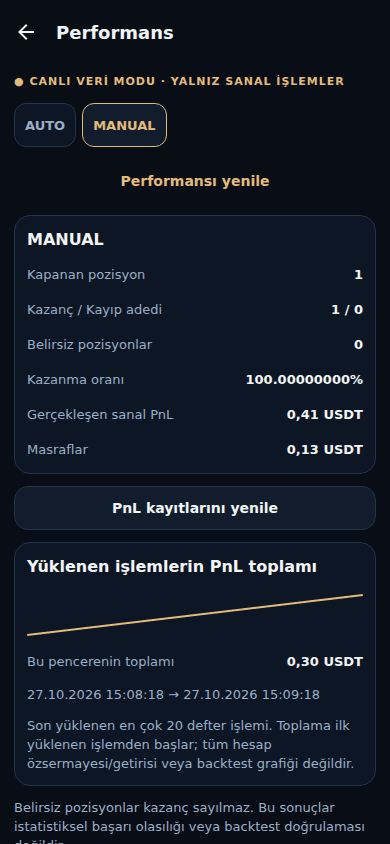 Performans
● CANLI VERİ MODU · YALNIZ SANAL İŞLEMLER
AUTO MANUAL
Performansı yenile
MANUAL
Kapanan pozisyon 1
Kazanç / Kayıp adedi 1 / 0
Belirsiz pozisyonlar 0
Kazanma oranı 100.00000000%
Gerçekleşen sanal PnL 0,41 USDT
Masraflar 0,13 USDT
PnL kayıtlarını yenile
Yüklenen işlemlerin PnL toplamı
Bu pencerenin toplamı 0,30 USDT
27.10.2026 15:08:18 → 27.10.2026 15:09:18
Son yüklenen en çok 20 defter işlemi. Toplama ilk
yüklenen işlemden başlar; tüm hesap
özsermayesi/getirisi veya backtest grafiği değildir.
Belirsiz pozisyonlar kazanç sayılmaz. Bu sonuçlar
istatistiksel başarı olasılığı veya backtest doğrulaması
değildir.